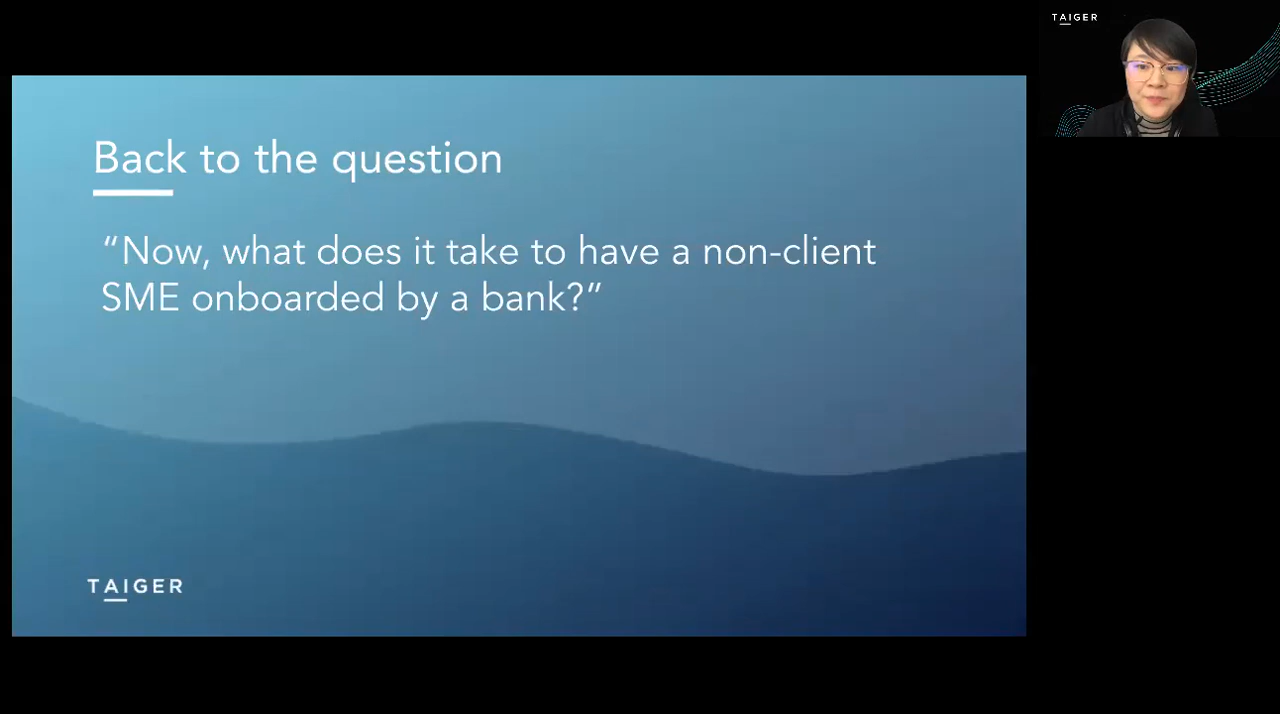 TAIGER
Back to the question
“Now, what does it take to have a non-client
SME onboarded by a bank?”
TAIGER